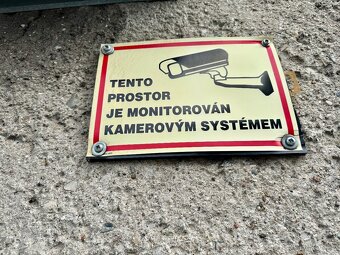 TENTO
PROSTOR
JE MONITOROVÁN
KAMEROVÝM SYSTÉMEM